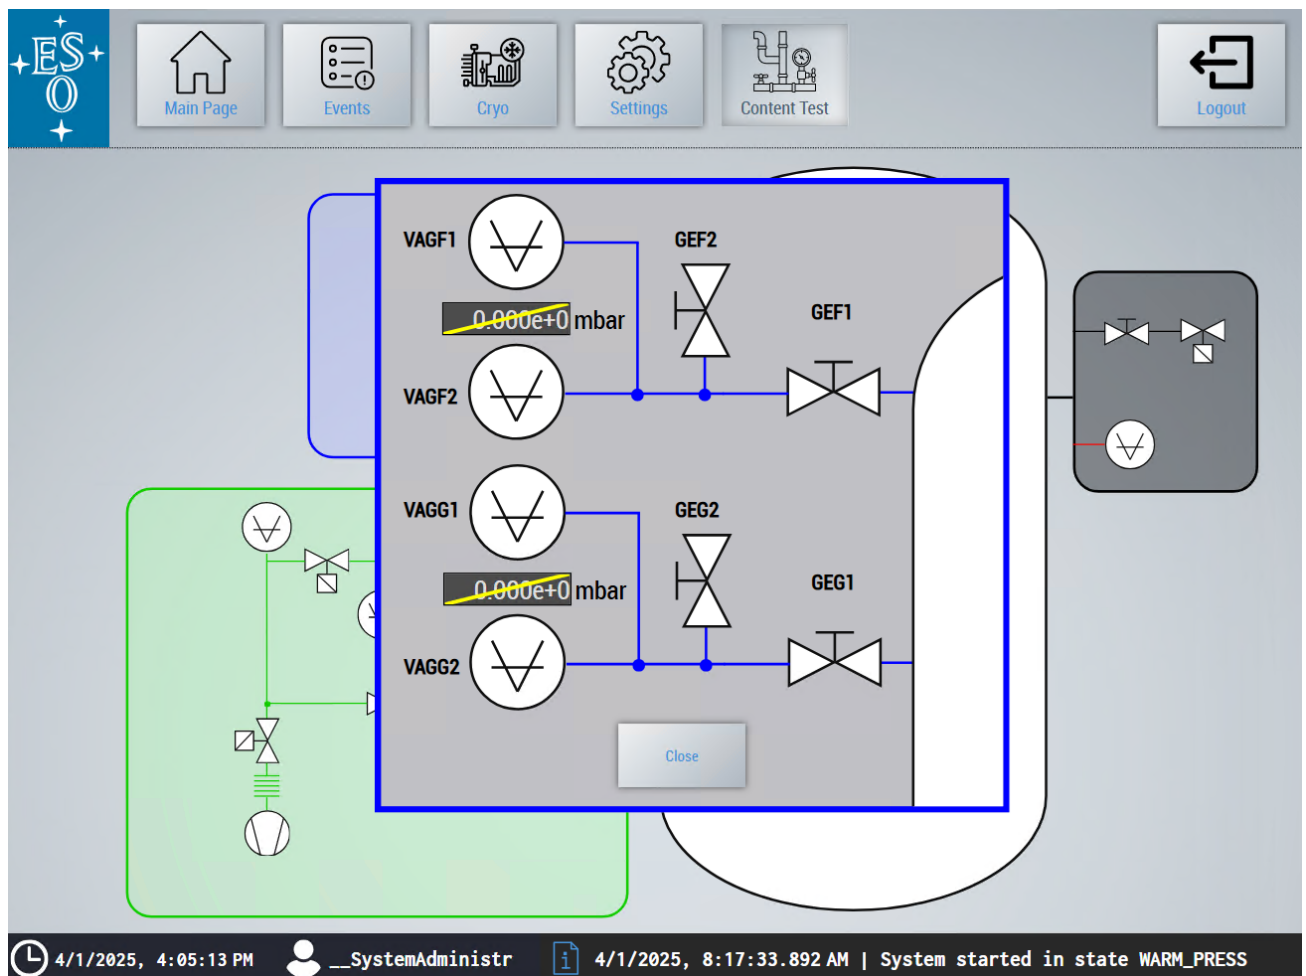 ESO
Main Page
Events
Cryo
Settings
Content Test
Logout
VAGF1
GEF2
GEF1
0.000e+0 mbar
VAGF2
VAGG1
GEG2
GEG1
0.000e+0 mbar
VAGG2
Close
4/1/2025, 4:05:13 PM
__SystemAdministr
4/1/2025, 8:17:33.892 AM | System started in state WARM_PRESS